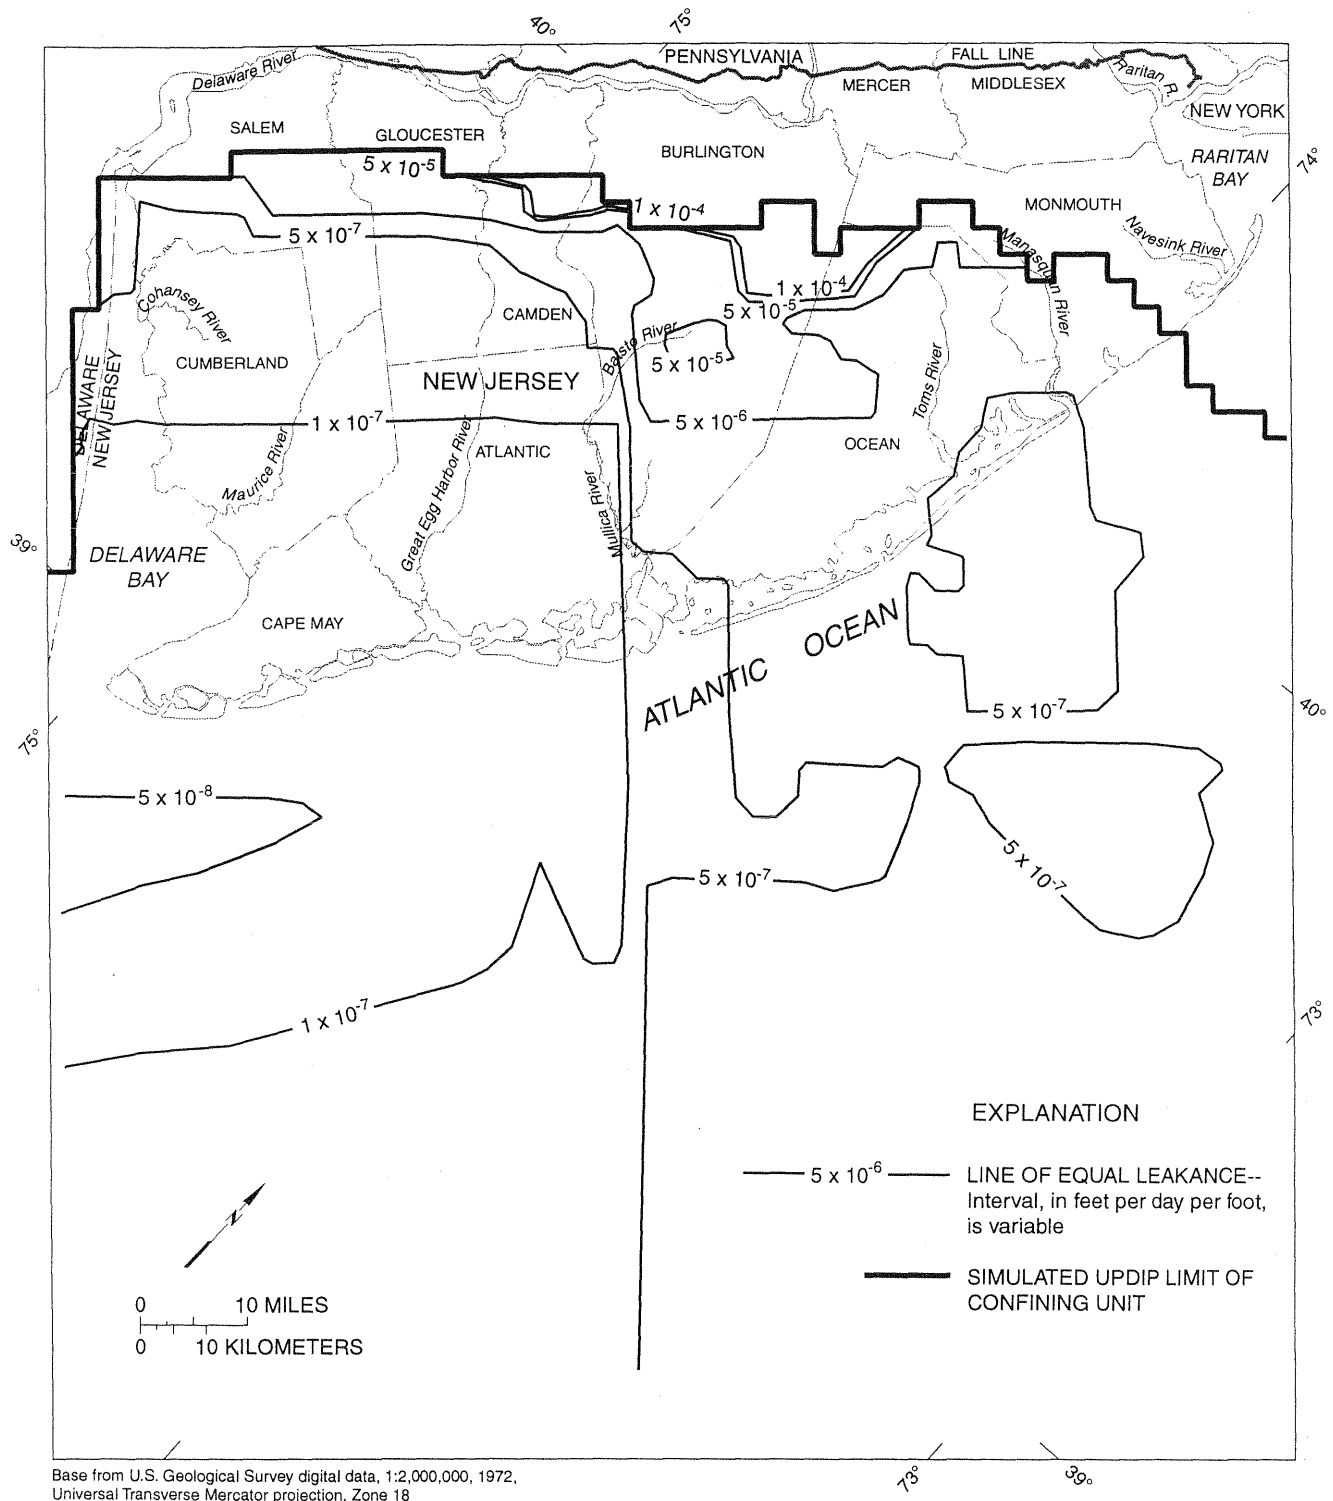 40°
75°
PENNSYLVANIA
FALL LINE
Delaware River
MERCER
MIDDLESEX
Raritan R.
NEW YORK
SALEM
GLOUCESTER
BURLINGTON
RARITAN
BAY
74°
5 x 10-5
1 x 10-4
MONMOUTH
Navesink River
5 x 10-7
Manasquan River
1 x 10-4
5 x 10-5
Cohansey River
CAMDEN
Batsto River
5 x 10-5
CUMBERLAND
NEW JERSEY
Toms River
DELAWARE
NEW JERSEY
1 x 10-7
5 x 10-6
OCEAN
ATLANTIC
Maurice River
Great Egg Harbor River
Mullica River
39°
DELAWARE
BAY
CAPE MAY
ATLANTIC OCEAN
5 x 10-7
40°
75°
5 x 10-8
5 x 10-7
5 x 10-7
1 x 10-7
73°
EXPLANATION
5 x 10-6
LINE OF EQUAL LEAKANCE--
Interval, in feet per day per foot,
is variable
SIMULATED UPDIP LIMIT OF
CONFINING UNIT
N
0 10 MILES
0 10 KILOMETERS
73°
39°
Base from U.S. Geological Survey digital data, 1:2,000,000, 1972,
Universal Transverse Mercator projection, Zone 18